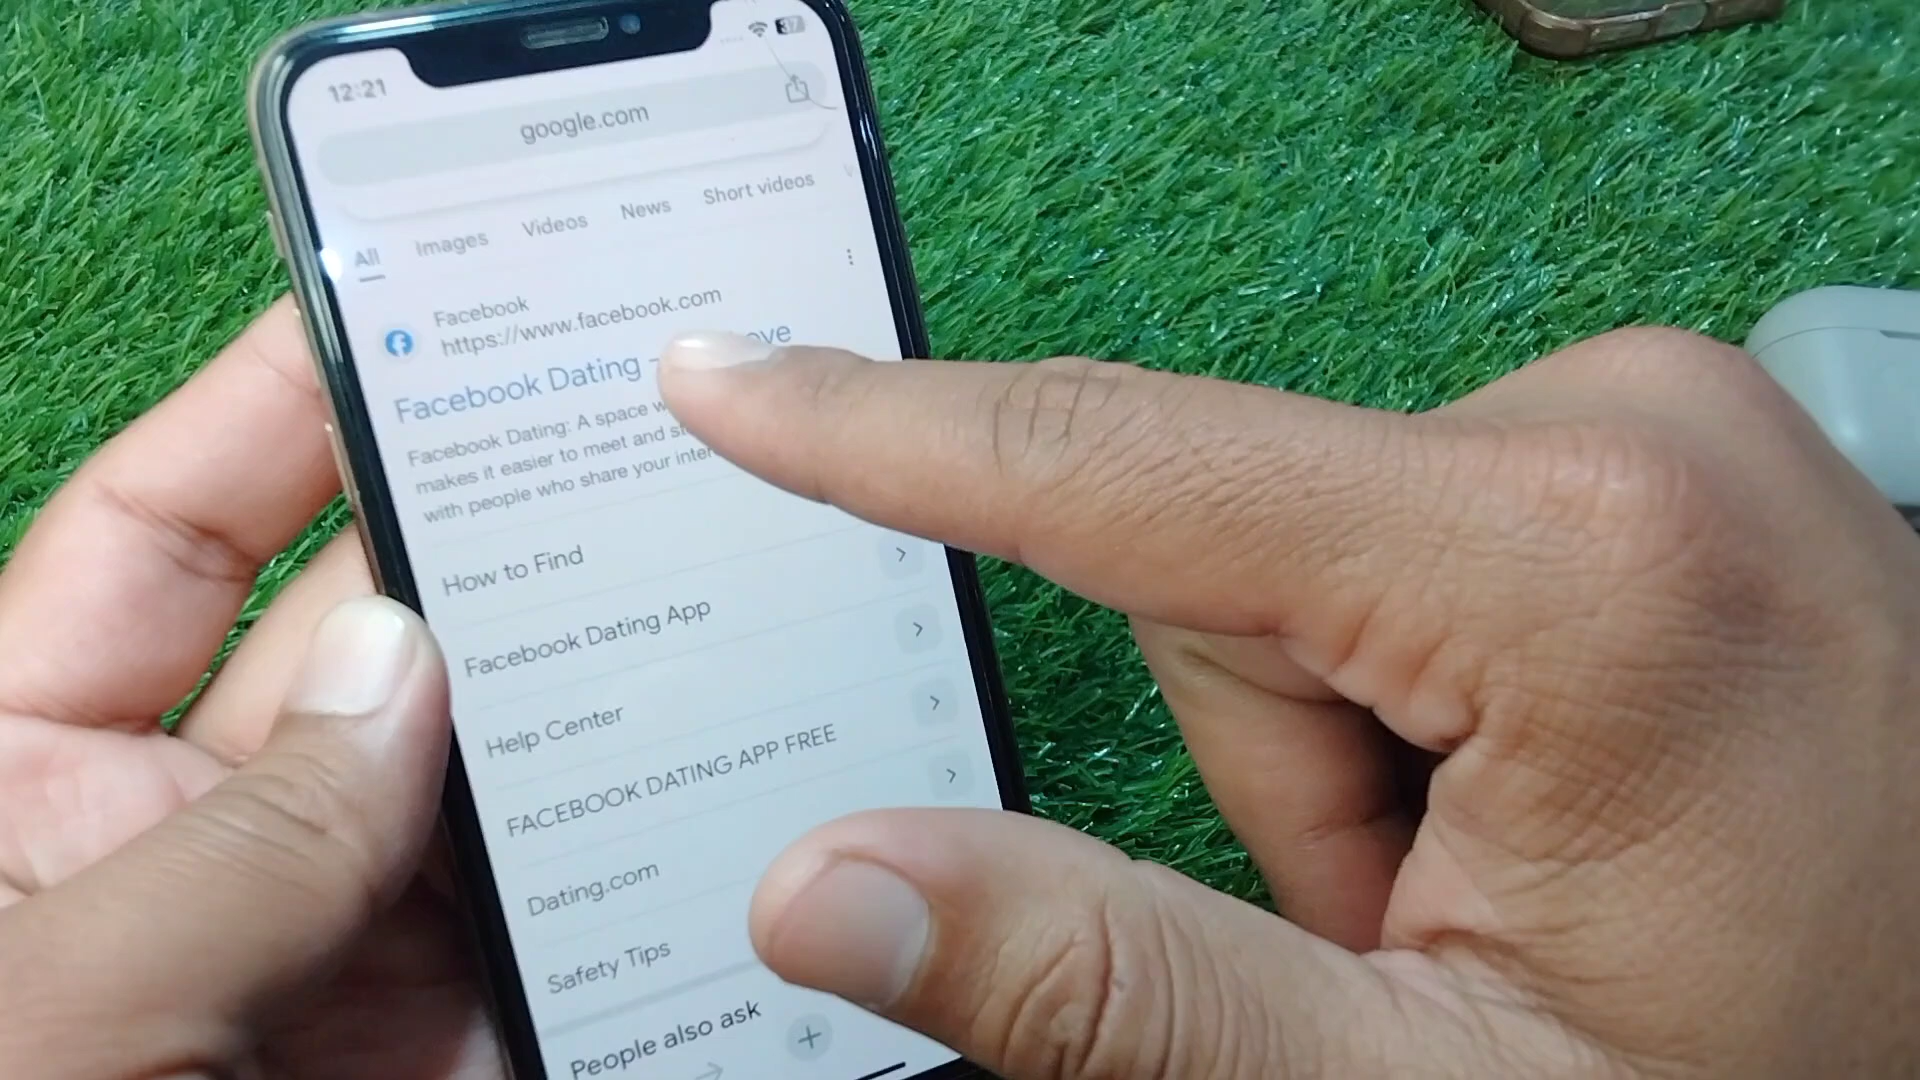 12:21
37
google.com
All Images Videos News Short videos
Facebook
https://www.facebook.com
Facebook Dating -
Facebook Dating: A space
makes it easier to meet and
with people who share your
How to Find
Facebook Dating App
Help Center
FACEBOOK DATING APP FREE
Dating.com
Safety Tips
People also ask